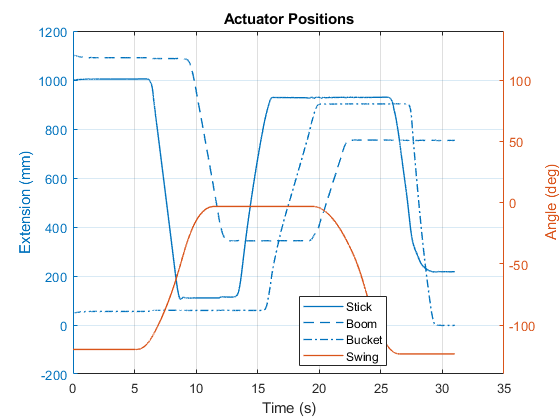 Actuator Positions
1200
1000
800
600
400
200
0
-200
Extension (mm)
100
50
0
-50
-100
Angle (deg)
Stick
Boom
Bucket
Swing
0 5 10 15 20 25 30 35
Time (s)